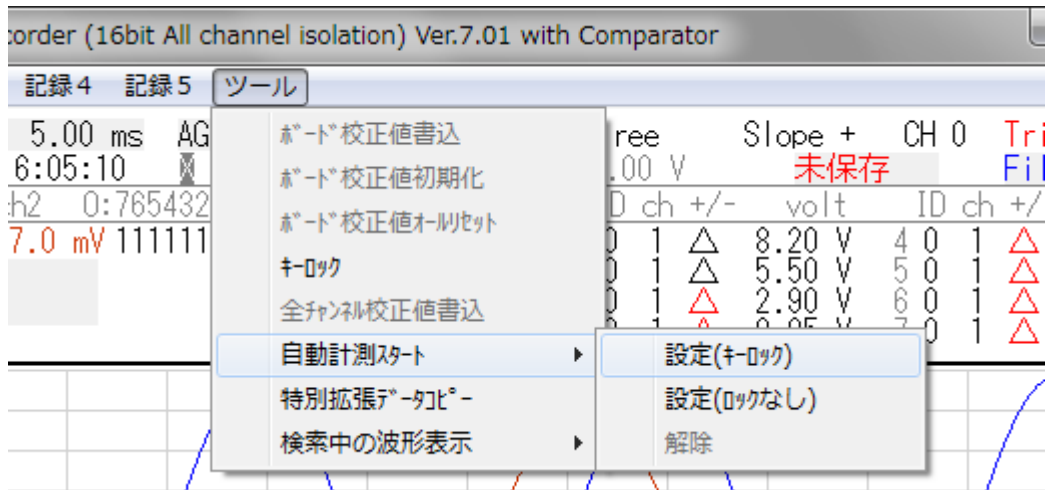 corder (16bit All channel isolation) Ver.7.01 with Comparator
記録4 記録5 ツール
5.00 ms AG ree Slope + CH 0 Tri
6:05:10 .00 V 未保存 Fil
h2 0:765432 D ch +/- volt ID ch +/
7.0 mV 111111 0 1 △ 8.20 V 4 0 1 △
0 1 △ 5.50 V 5 0 1 △
0 1 △ 2.90 V 6 0 1 △
0 1 1 △
ﾎﾞｰﾄﾞ校正値書込
ﾎﾞｰﾄﾞ校正値初期化
ﾎﾞｰﾄﾞ校正値ｵｰﾙﾘｾｯﾄ
ｷｰﾛｯｸ
全ﾁｬﾝﾈﾙ校正値書込
自動計測ｽﾀｰﾄ
特別拡張ﾃﾞｰﾀｺﾋﾟｰ
検索中の波形表示
設定(ｷｰﾛｯｸ)
設定(ﾛｯｸなし)
解除